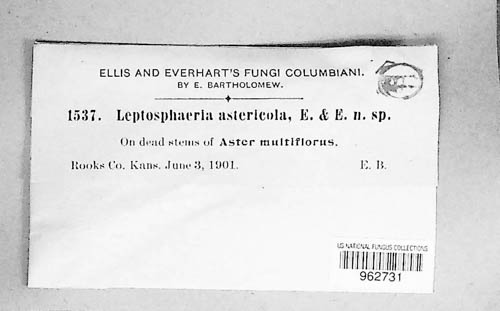 ELLIS AND EVERHART'S FUNGI COLUMBIANI.
BY E. BARTHOLOMEW.
1537. Leptosphaeria astericola, E. & E. n. sp.
On dead stems of Aster multiflorus.
Rooks Co. Kans. June 3, 1901. E. B.
US NATIONAL FUNGUS COLLECTIONS
962731